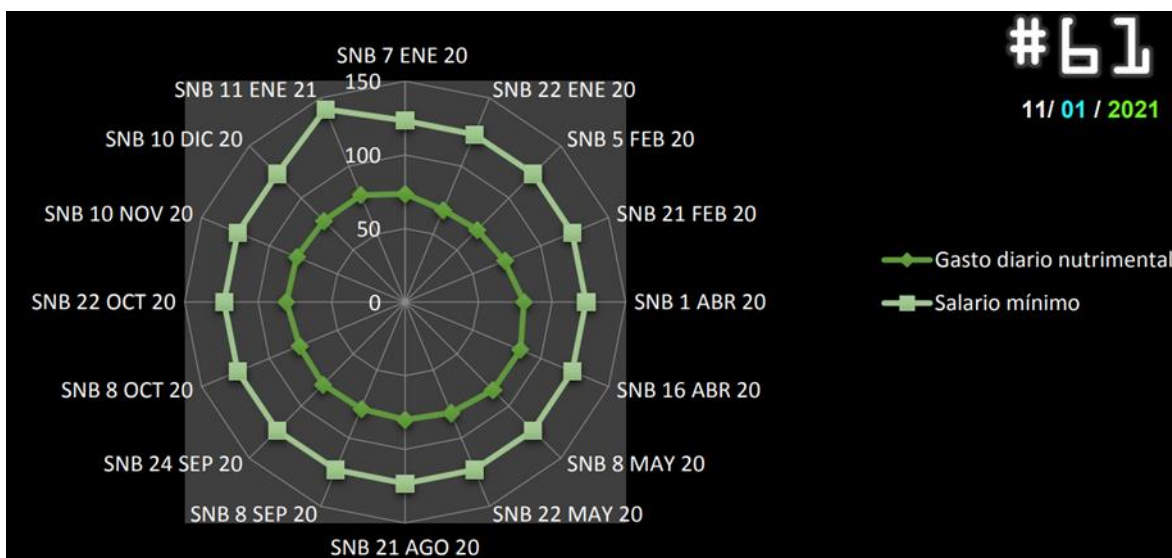 #61
11/ 01 / 2021
SNB 7 ENE 20
SNB 22 ENE 20
SNB 5 FEB 20
SNB 21 FEB 20
SNB 1 ABR 20
SNB 16 ABR 20
SNB 8 MAY 20
SNB 22 MAY 20
SNB 21 AGO 20
SNB 8 SEP 20
SNB 24 SEP 20
SNB 8 OCT 20
SNB 22 OCT 20
SNB 10 NOV 20
SNB 10 DIC 20
SNB 11 ENE 21
150
100
50
0
Gasto diario nutrimental
Salario mínimo